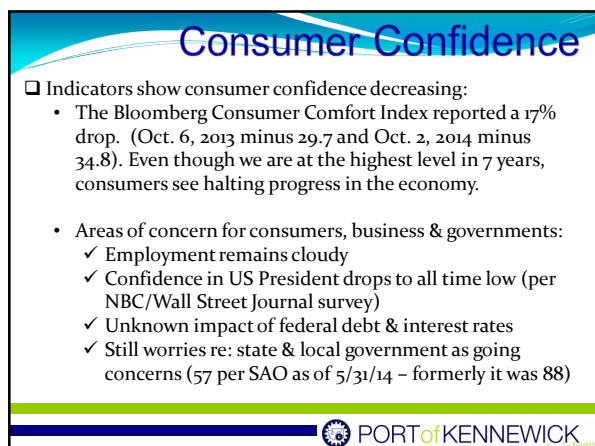 Consumer Confidence
❑ Indicators show consumer confidence decreasing:
• The Bloomberg Consumer Comfort Index reported a 17%
drop. (Oct. 6, 2013 minus 29.7 and Oct. 2, 2014 minus
34.8). Even though we are at the highest level in 7 years,
consumers see halting progress in the economy.
• Areas of concern for consumers, business & governments:
✓ Employment remains cloudy
✓ Confidence in US President drops to all time low (per
NBC/Wall Street Journal survey)
✓ Unknown impact of federal debt & interest rates
✓ Still worries re: state & local government as going
concerns (57 per SAO as of 5/31/14 – formerly it was 88)
PORT of KENNEWICK